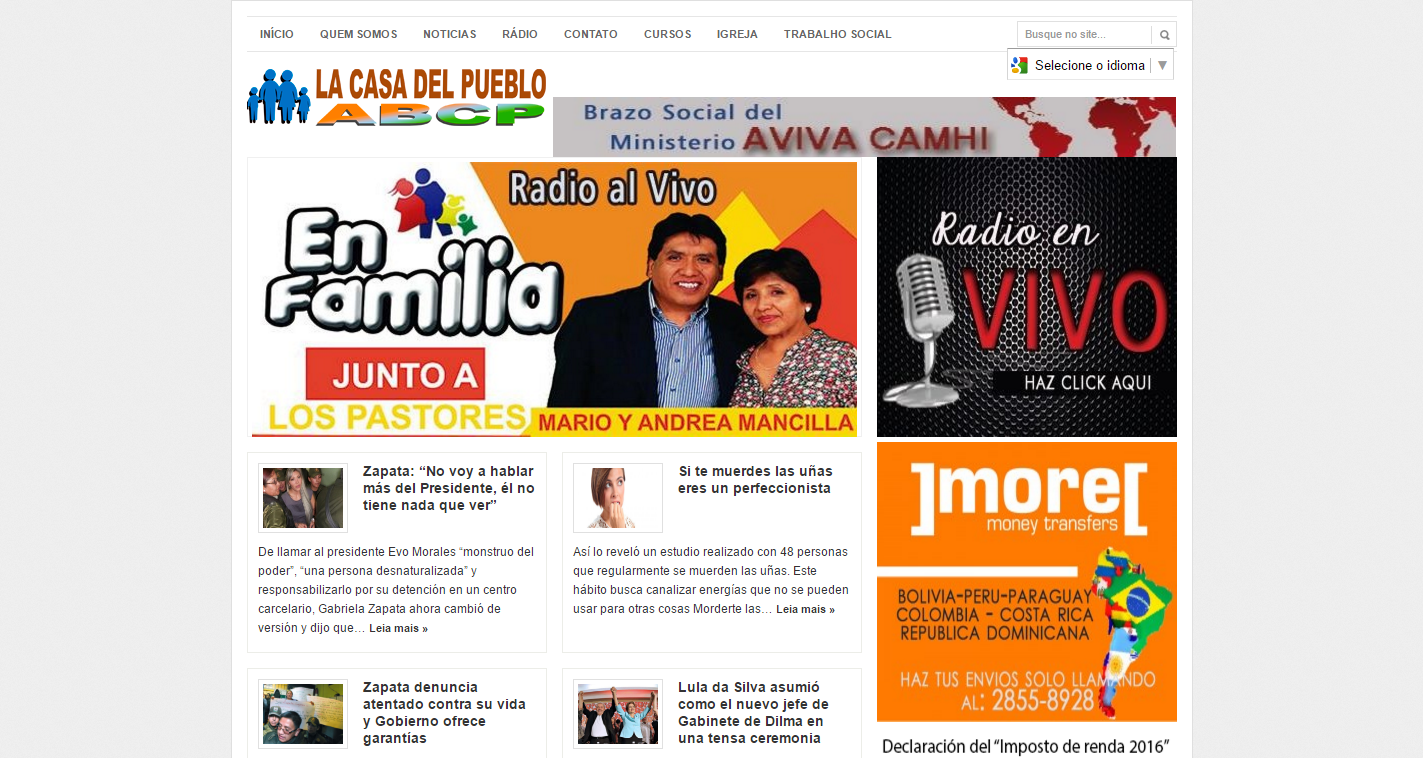 INÍCIO QUEM SOMOS NOTICIAS RÁDIO CONTATO CURSOS IGREJA TRABALHO SOCIAL
Busque no site...
Selecione o idioma ▼
LA CASA DEL PUEBLO
ABCP
Brazo Social del
Ministerio AVIVA CAMHI
Radio al Vivo
En
Familia
JUNTO A
LOS PASTORES MARIO Y ANDREA MANCILLA
Radio en
VIVO
HAZ CLICK AQUI
Zapata: “No voy a hablar
más del Presidente, él no
tiene nada que ver”
De llamar al presidente Evo Morales “monstruo del
poder”, “una persona desnaturalizada” y
responsabilizarlo por su detención en un centro
carcelario, Gabriela Zapata ahora cambió de
versión y dijo que… Leia mais »
Si te muerdes las uñas
eres un perfeccionista
Así lo reveló un estudio realizado con 48 personas
que regularmente se muerden las uñas. Este
hábito busca canalizar energías que no se pueden
usar para otras cosas Morderte las… Leia mais »
]more[
money transfers
BOLIVIA-PERU-PARAGUAY
COLOMBIA - COSTA RICA
REPUBLICA DOMINICANA
HAZ TUS ENVIOS SOLO LLAMANDO
AL: 2855-8928
Zapata denuncia
atentado contra su vida
y Gobierno ofrece
garantías
Lula da Silva asumió
como el nuevo jefe de
Gabinete de Dilma en
una tensa ceremonia
Declaración del “Imposto de renda 2016”